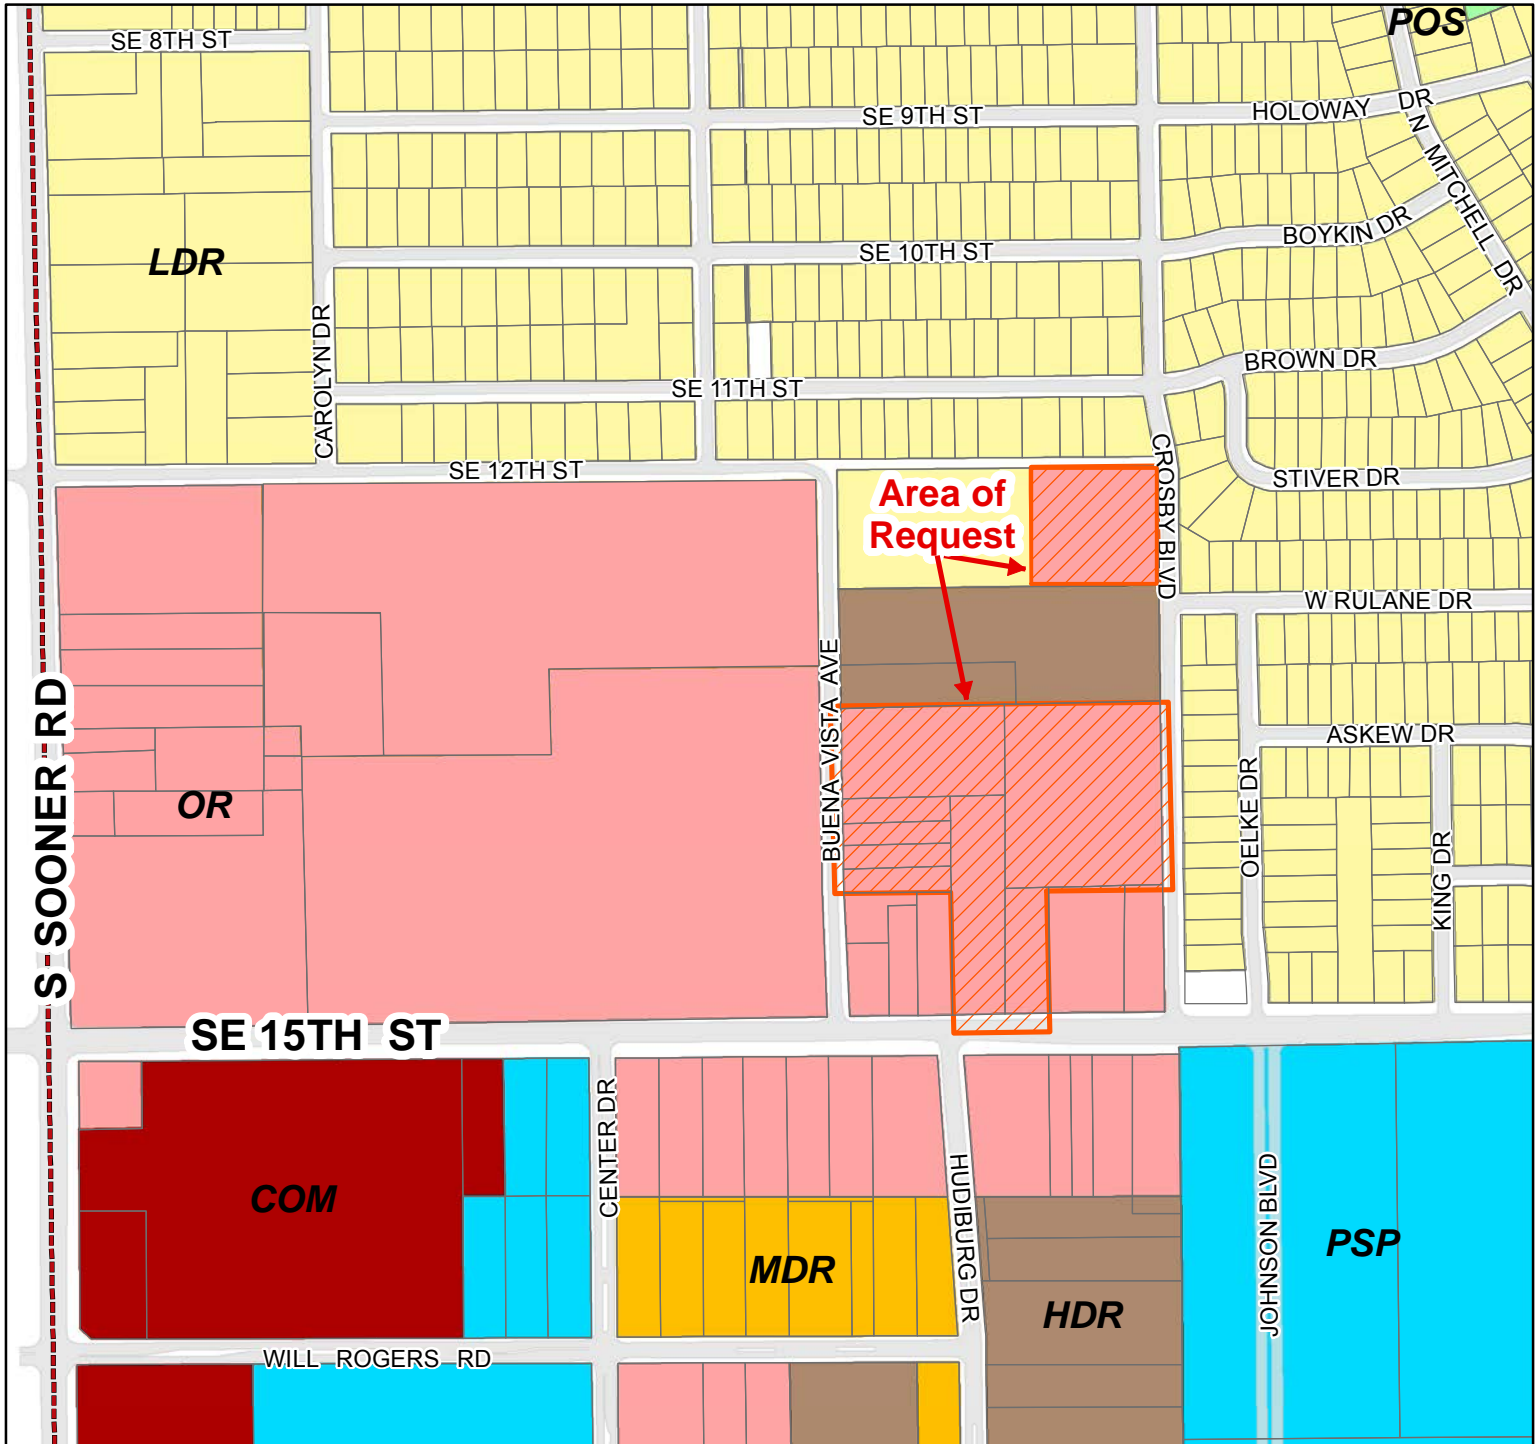 POS
SE 8TH ST
HOLOWAY DR
SE 9TH ST
N MITCHELL DR
BOYKIN DR
SE 10TH ST
LDR
CAROLYN DR
BROWN DR
SE 11TH ST
SE 12TH ST
STIVER DR
CROSBY BLVD
Area of
Request
W RULANE DR
BUENA VISTA AVE
ASKEW DR
S SOONER RD
OR
OELKE DR
KING DR
SE 15TH ST
CENTER DR
HUDIBURG DR
JOHNSON BLVD
COM
PSP
MDR
HDR
WILL ROGERS RD